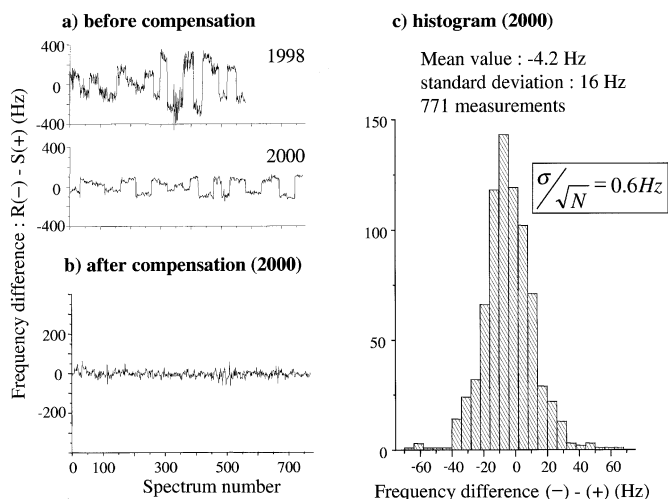 a) before compensation
400
0
-400
1998
400
0
-400
2000
Frequency difference : R(−) - S(+) (Hz)
b) after compensation (2000)
200
0
-200
0 100 300 500 700
Spectrum number
c) histogram (2000)
Mean value : -4.2 Hz
standard deviation : 16 Hz
771 measurements
σ/√N = 0.6Hz
150
100
50
0
-60 -40 -20 0 20 40 60
Frequency difference (−) - (+) (Hz)